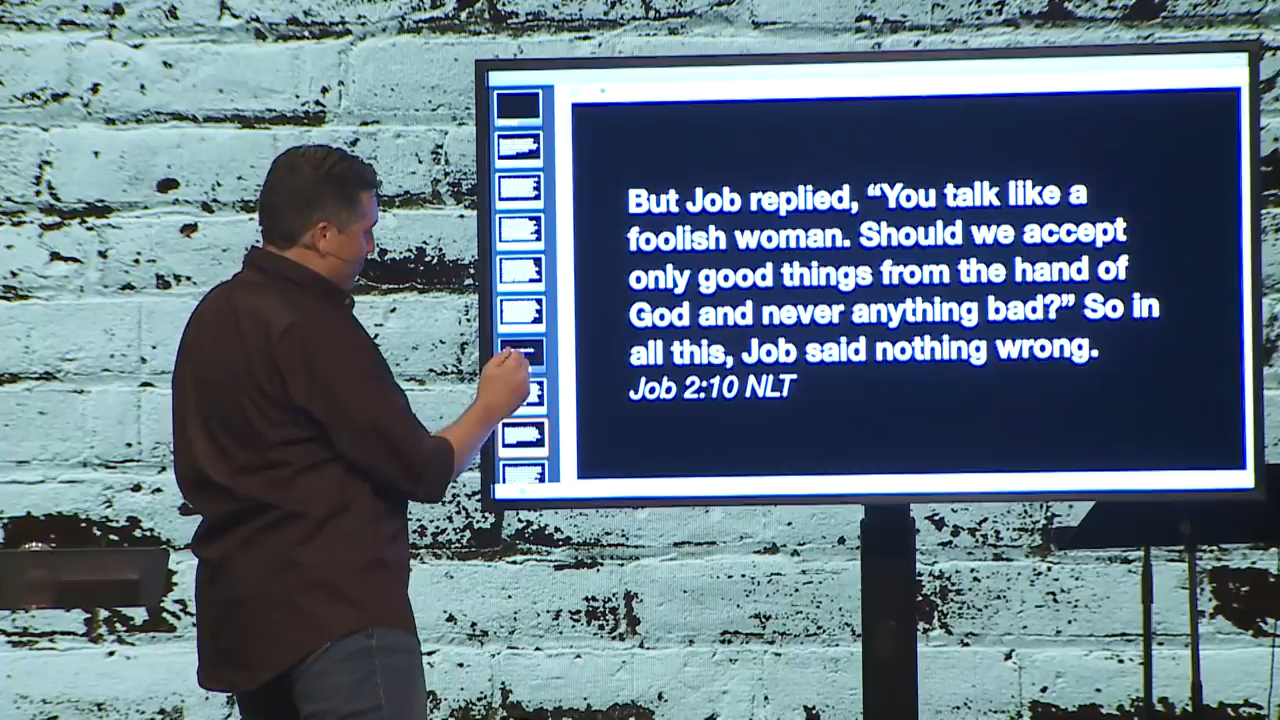 But Job replied, “You talk like a
foolish woman. Should we accept
only good things from the hand of
God and never anything bad?” So in
all this, Job said nothing wrong.
Job 2:10 NLT